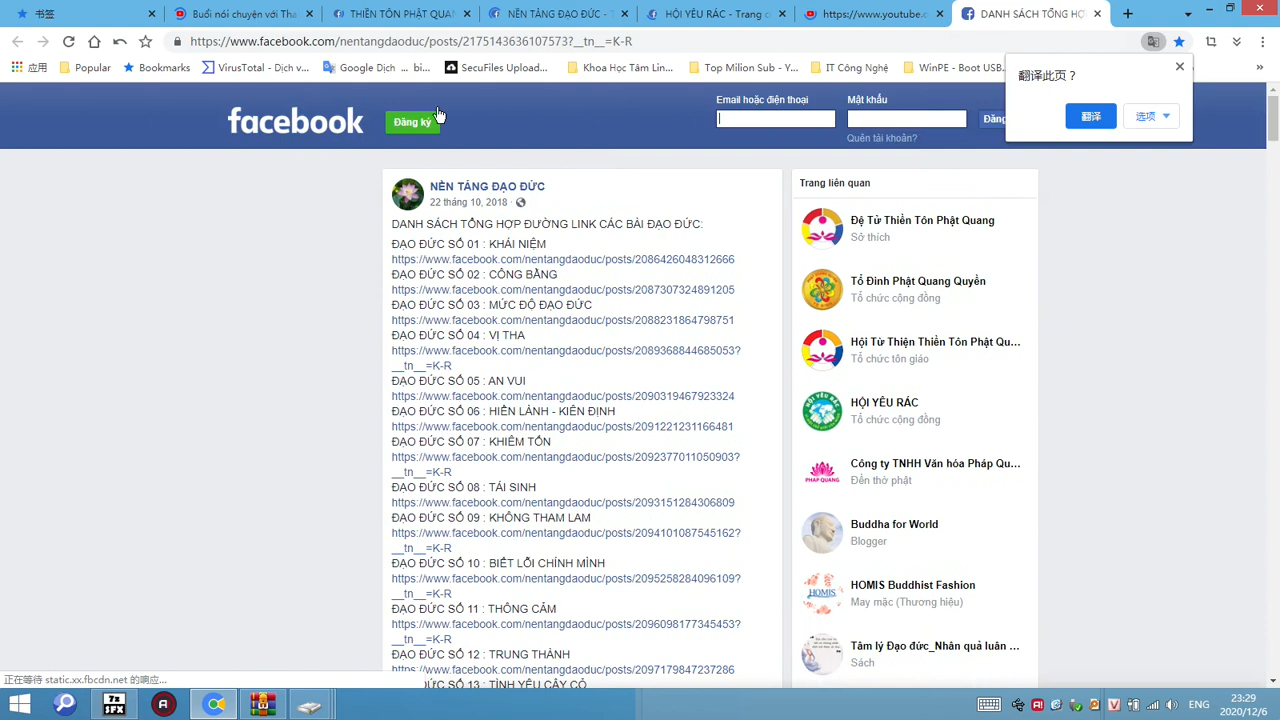 书签
Buổi nói chuyện với Tha
THIỀN TÔN PHẬT QUANG
NỀN TẢNG ĐẠO ĐỨC - T
HỘI YÊU RÁC - Trang c
https://www.youtube.c
DANH SÁCH TỔNG HỢ
https://www.facebook.com/nentangdaoduc/posts/2175143636107573?__tn__=K-R
应用
Popular
Bookmarks
VirusTotal - Dịch v...
Google Dịch ... bi...
SecuFiles Upload...
Khoa Học Tâm Lin...
Top Milion Sub - Y...
IT Công Nghệ
WinPE - Boot USB...
»
翻译此页？
翻译
选项
facebook
Đăng ký
Email hoặc điện thoại
Mật khẩu
Đăng
Quên tài khoản?
NỀN TẢNG ĐẠO ĐỨC
22 tháng 10, 2018 ·
DANH SÁCH TỔNG HỢP ĐƯỜNG LINK CÁC BÀI ĐẠO ĐỨC:
ĐẠO ĐỨC SỐ 01 : KHÁI NIỆM
https://www.facebook.com/nentangdaoduc/posts/2086426048312666
ĐẠO ĐỨC SỐ 02 : CÔNG BẰNG
https://www.facebook.com/nentangdaoduc/posts/2087307324891205
ĐẠO ĐỨC SỐ 03 : MỨC ĐỘ ĐẠO ĐỨC
https://www.facebook.com/nentangdaoduc/posts/2088231864798751
ĐẠO ĐỨC SỐ 04 : VỊ THA
https://www.facebook.com/nentangdaoduc/posts/2089368844685053?
__tn__=K-R
ĐẠO ĐỨC SỐ 05 : AN VUI
https://www.facebook.com/nentangdaoduc/posts/2090319467923324
ĐẠO ĐỨC SỐ 06 : HIỀN LÀNH - KIÊN ĐỊNH
https://www.facebook.com/nentangdaoduc/posts/2091221231166481
ĐẠO ĐỨC SỐ 07 : KHIÊM TỐN
https://www.facebook.com/nentangdaoduc/posts/2092377011050903?
__tn__=K-R
ĐẠO ĐỨC SỐ 08 : TÁI SINH
https://www.facebook.com/nentangdaoduc/posts/2093151284306809
ĐẠO ĐỨC SỐ 09 : KHÔNG THAM LAM
https://www.facebook.com/nentangdaoduc/posts/2094101087545162?
__tn__=K-R
ĐẠO ĐỨC SỐ 10 : BIẾT LỖI CHÍNH MÌNH
https://www.facebook.com/nentangdaoduc/posts/2095258284096109?
__tn__=K-R
ĐẠO ĐỨC SỐ 11 : THÔNG CẢM
https://www.facebook.com/nentangdaoduc/posts/2096098177345453?
__tn__=K-R
ĐẠO ĐỨC SỐ 12 : TRUNG THÀNH
https://www.facebook.com/nentangdaoduc/posts/2097179847237286
ĐỨC SỐ 13 : TÌNH YÊU CÂY CỎ
Trang liên quan
Đệ Tử Thiền Tôn Phật Quang
Sở thích
Tổ Đình Phật Quang Quyền
Tổ chức cộng đồng
Hội Từ Thiện Thiền Tôn Phật Qu...
Tổ chức tôn giáo
HỘI YÊU RÁC
Tổ chức cộng đồng
Công ty TNHH Văn hóa Pháp Qu...
Đền thờ phật
PHAP QUANG
Buddha for World
Blogger
HOMIS Buddhist Fashion
May mặc (Thương hiệu)
HOMIS
Tâm lý Đạo đức_Nhân quả luân ...
Sách
正在等待 static.xx.fbcdn.net 的响应...
7z
SFX
ENG
23:29
2020/12/6